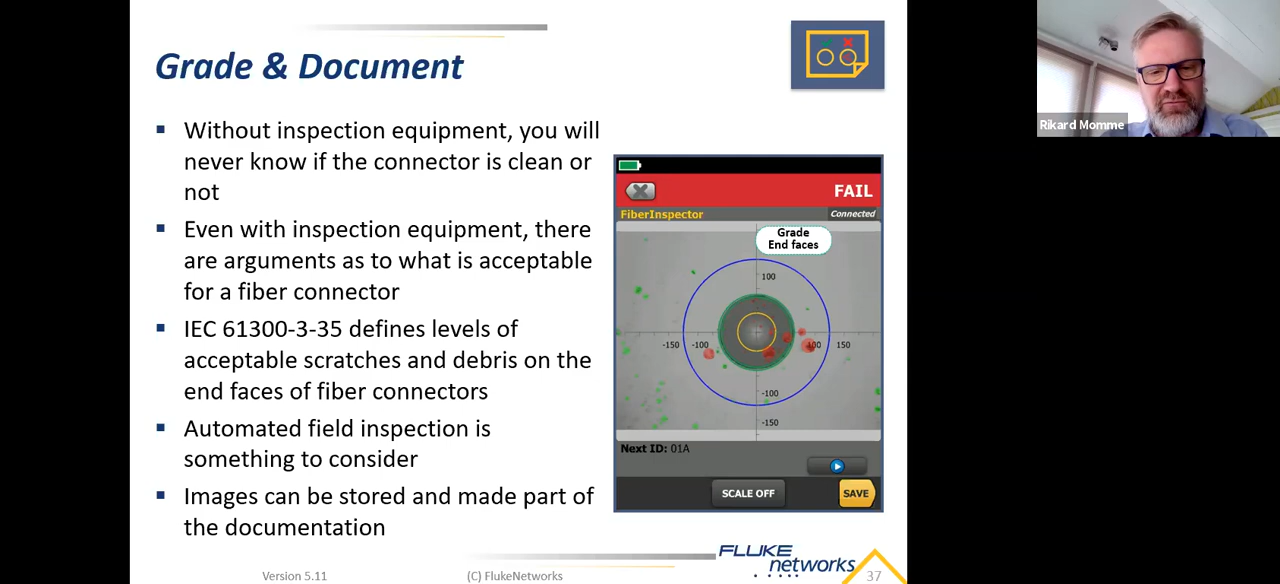 Grade & Document
▪ Without inspection equipment, you will
never know if the connector is clean or
not
▪ Even with inspection equipment, there
are arguments as to what is acceptable
for a fiber connector
▪ IEC 61300-3-35 defines levels of
acceptable scratches and debris on the
end faces of fiber connectors
▪ Automated field inspection is
something to consider
▪ Images can be stored and made part of
the documentation
FAIL
FiberInspector
Connected
Grade
End faces
100
-150 -100 100 150
-100
-150
Next ID: 01A
SCALE OFF
SAVE
Version 5.11
(C) FlukeNetworks
FLUKE
networks
37
Rikard Momme